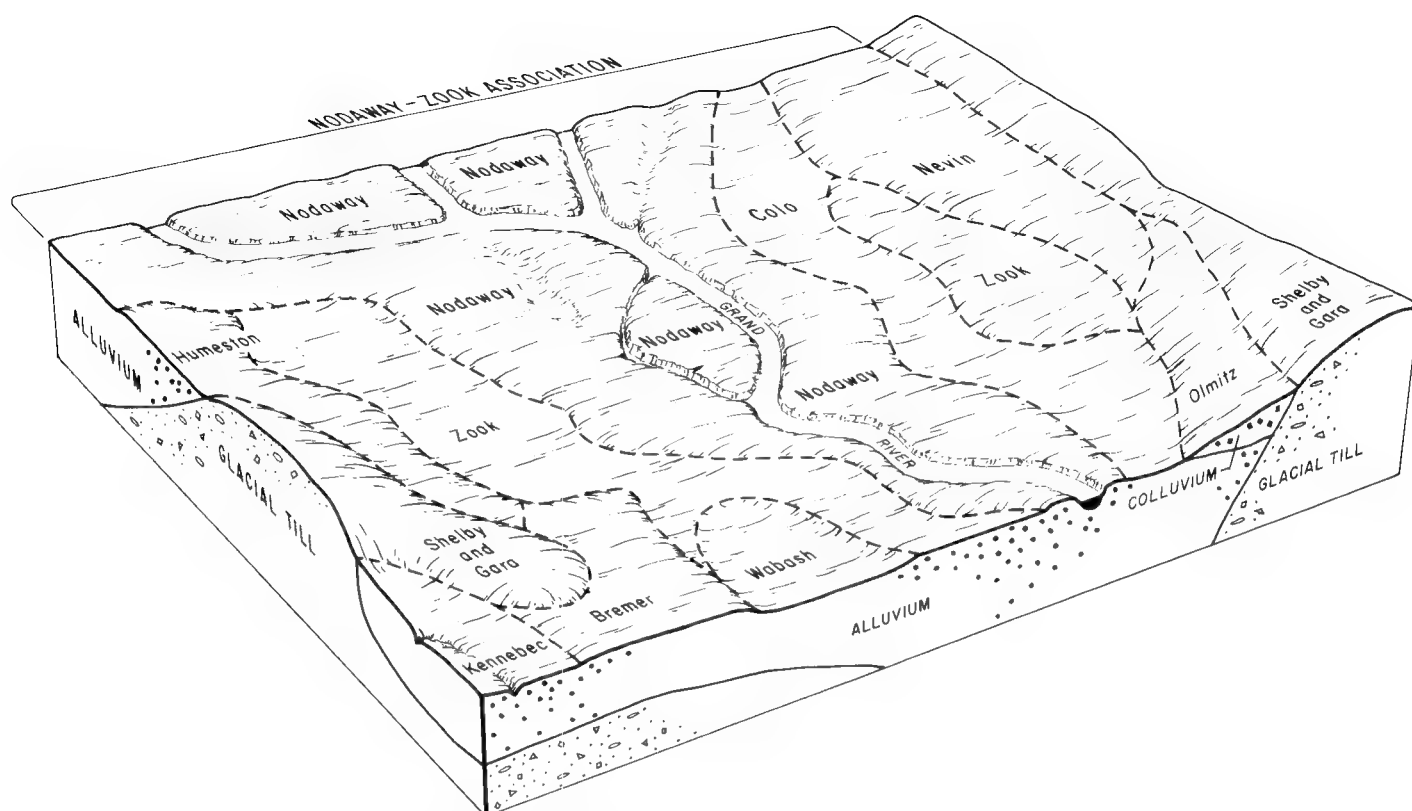 NODAWAY-ZOOK ASSOCIATION
Nodaway
Nodaway
Nevin
Colo
Zook
Nodaway
GRAND
Nodaway
Shelby
and
Gara
ALLUVIUM
Humeston
Nodaway
Olmitz
Zook
RIVER
GLACIAL TILL
COLLUVIUM
GLACIAL TILL
Shelby
and
Gara
Wabash
Bremer
ALLUVIUM
Kennebec